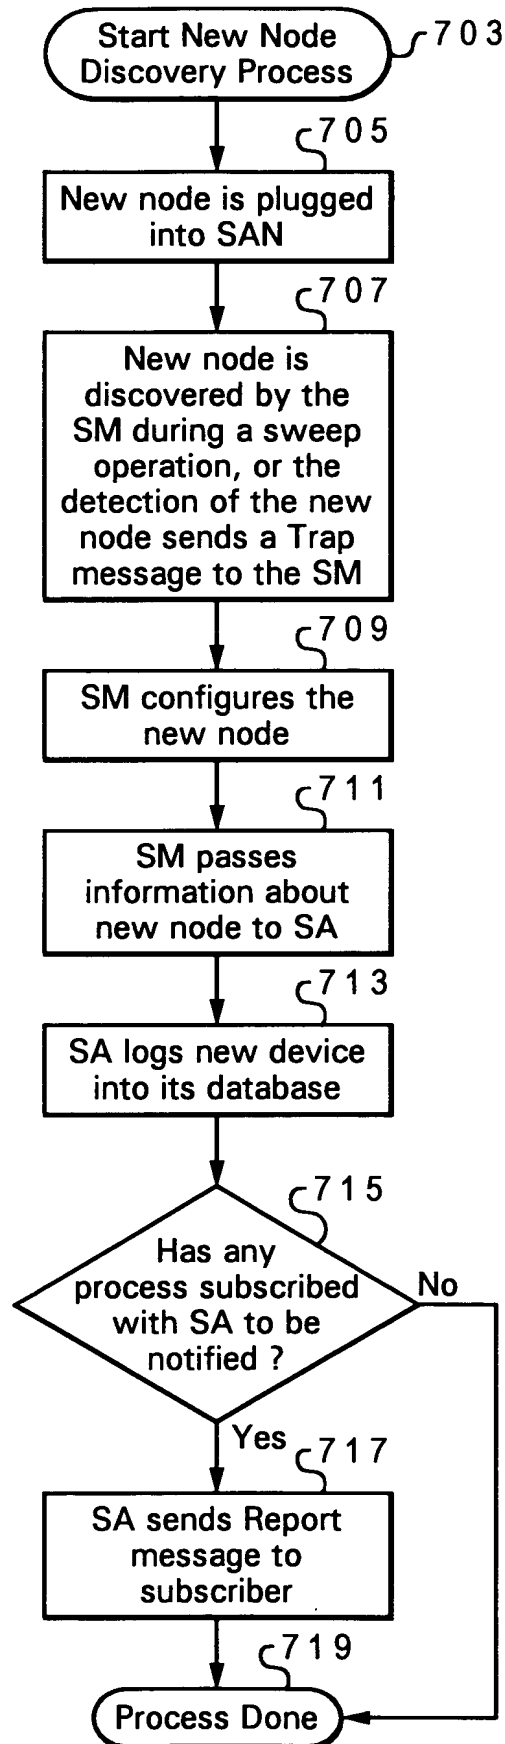 Start New Node
Discovery Process
703
705
New node is plugged
into SAN
707
New node is
discovered by the
SM during a sweep
operation, or the
detection of the new
node sends a Trap
message to the SM
709
SM configures the
new node
711
SM passes
information about
new node to SA
713
SA logs new device
into its database
715
Has any
process subscribed
with SA to be
notified ?
No
Yes
717
SA sends Report
message to
subscriber
719
Process Done